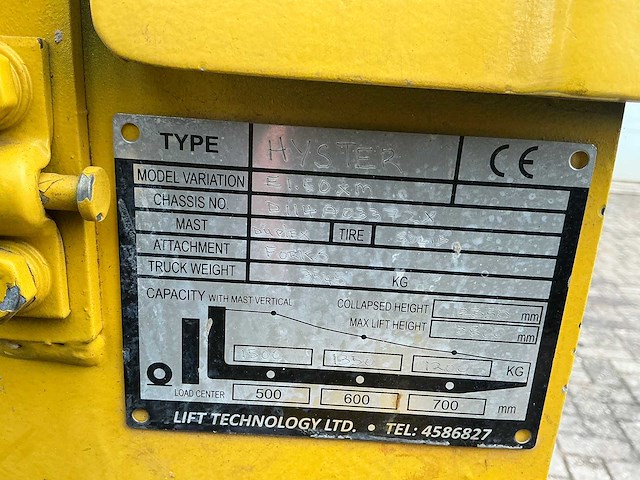 TYPE HYSTER CE
MODEL VARIATION E1.50XM
CHASSIS NO.
MAST
TIRE
ATTACHMENT FORKS
TRUCK WEIGHT KG
CAPACITY WITH MAST VERTICAL
COLLAPSED HEIGHT mm
MAX LIFT HEIGHT mm
1500 KG
LOAD CENTER 500 600 700 mm
LIFT TECHNOLOGY LTD. • TEL: 4586827